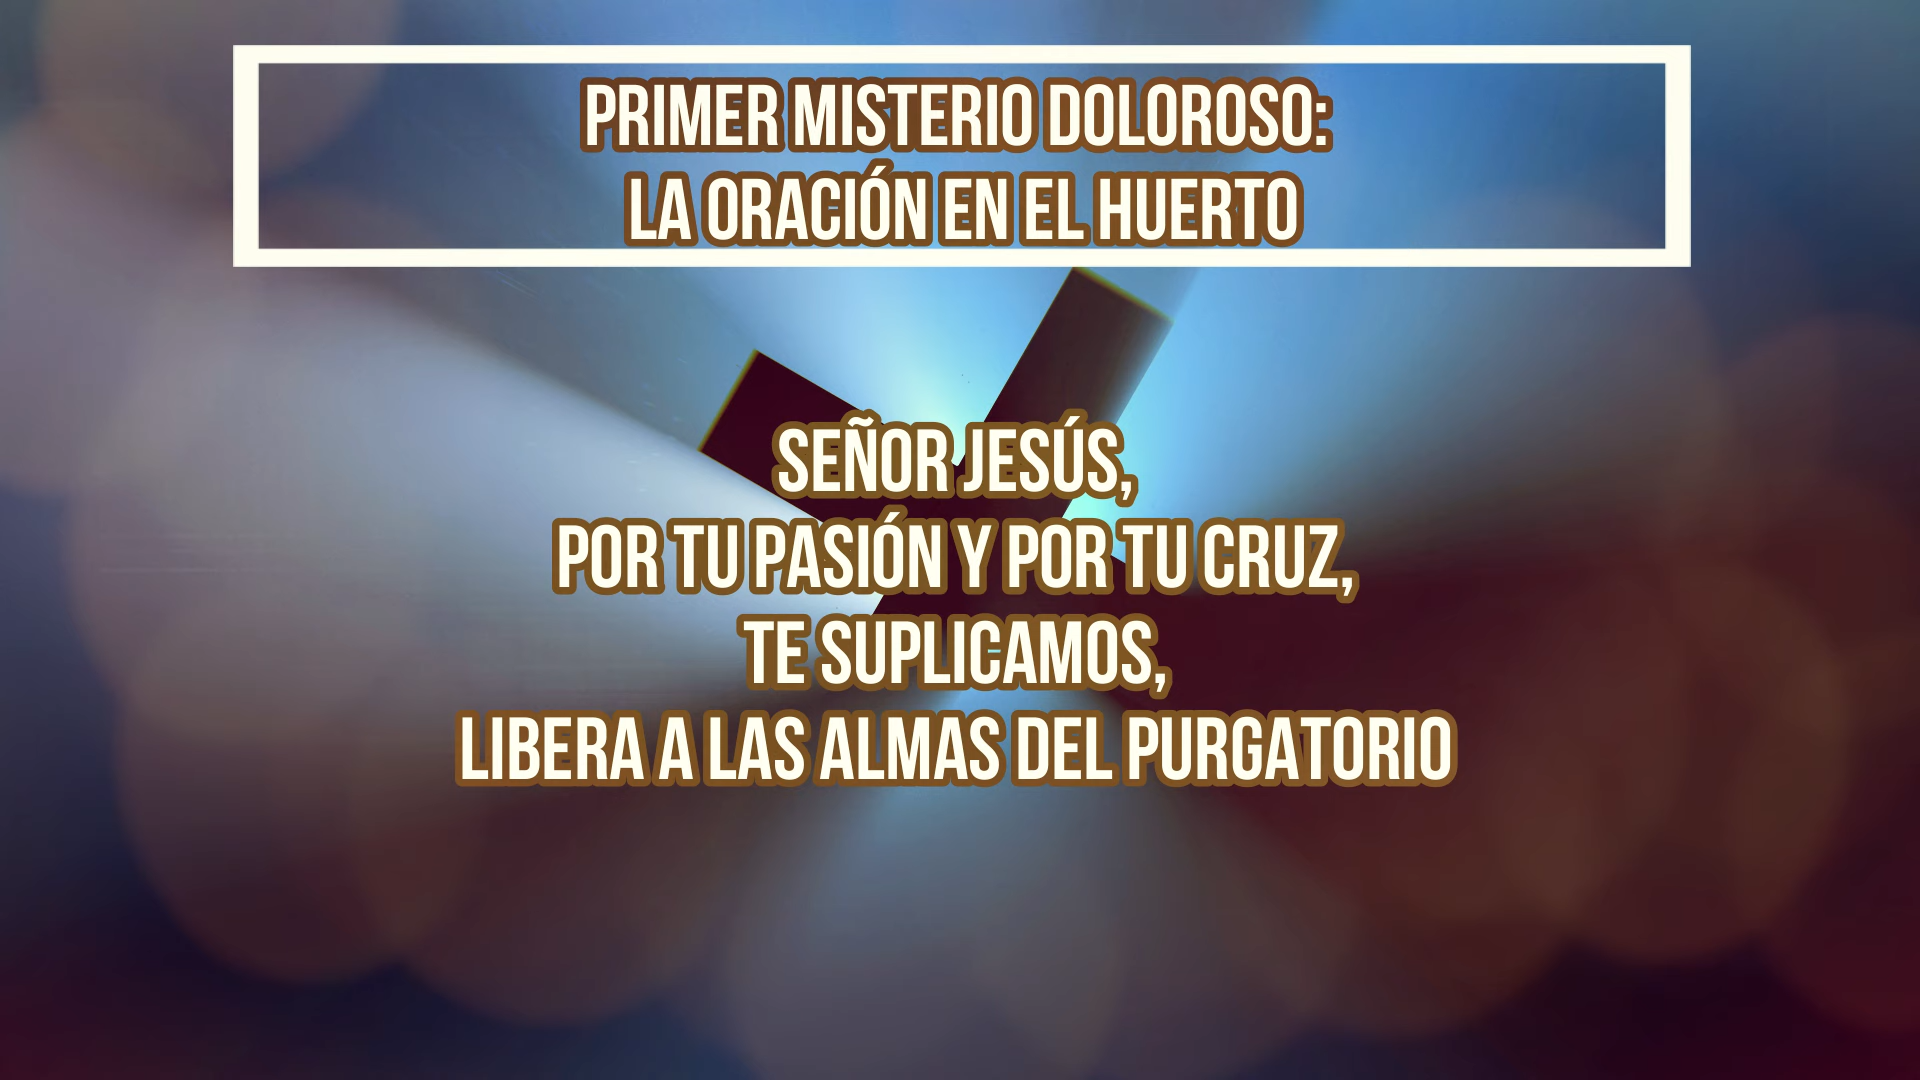 PRIMER MISTERIO DOLOROSO:
LA ORACIÓN EN EL HUERTO
SEÑOR JESÚS,
POR TU PASIÓN Y POR TU CRUZ,
TE SUPLICAMOS,
LIBERA A LAS ALMAS DEL PURGATORIO